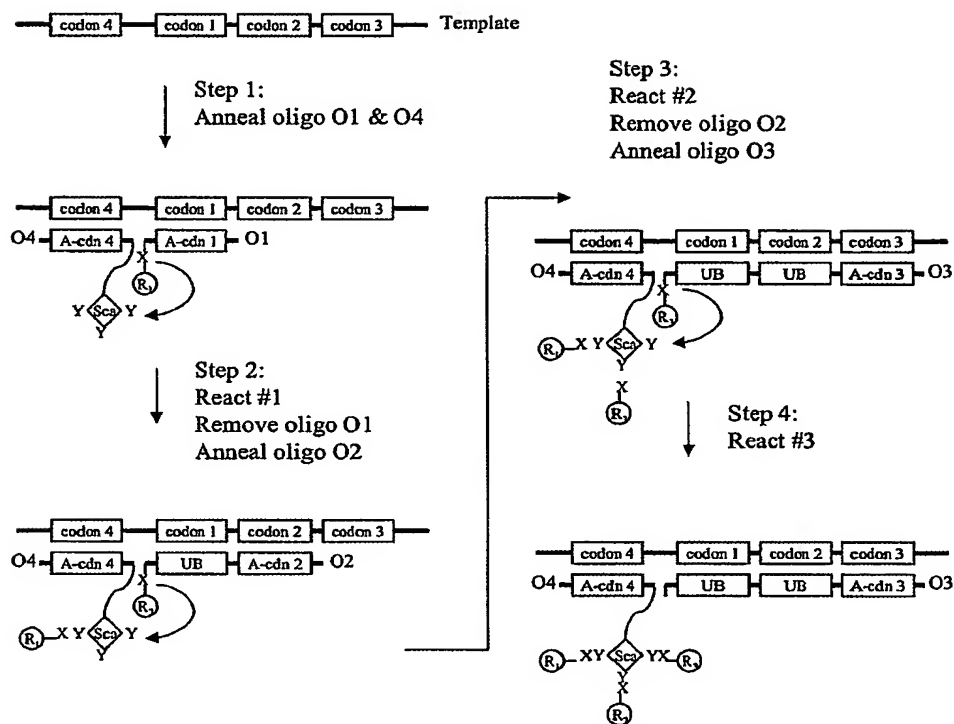 codon 4 codon 1 codon 2 codon 3 Template
Step 1:
Anneal oligo O1 & O4
codon 4 codon 1 codon 2 codon 3
O4 A-cdn 4 A-cdn 1 O1
X
R1
Y Sca Y
Y
Step 2:
React #1
Remove oligo O1
Anneal oligo O2
codon 4 codon 1 codon 2 codon 3
O4 A-cdn 4 UB A-cdn 2 O2
X
R2
R1 X Y Sca Y
Y
Step 3:
React #2
Remove oligo O2
Anneal oligo O3
codon 4 codon 1 codon 2 codon 3
O4 A-cdn 4 UB UB A-cdn 3 O3
X
R3
R1 X Y Sca Y
Y
X
R2
Step 4:
React #3
codon 4 codon 1 codon 2 codon 3
O4 A-cdn 4 UB UB A-cdn 3 O3
R1 XY Sca YX R3
Y
X
R2